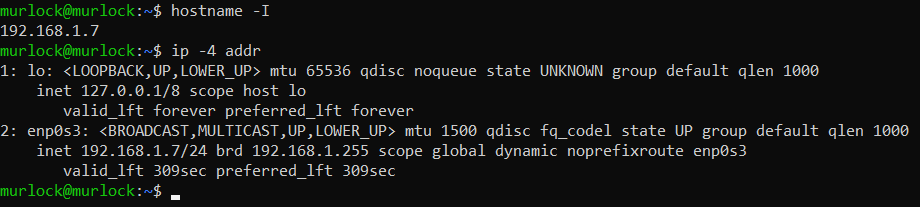 murlock@murlock:~$ hostname -I
192.168.1.7
murlock@murlock:~$ ip -4 addr
1: lo: <LOOPBACK,UP,LOWER_UP> mtu 65536 qdisc noqueue state UNKNOWN group default qlen 1000
    inet 127.0.0.1/8 scope host lo
       valid_lft forever preferred_lft forever
2: enp0s3: <BROADCAST,MULTICAST,UP,LOWER_UP> mtu 1500 qdisc fq_codel state UP group default qlen 1000
    inet 192.168.1.7/24 brd 192.168.1.255 scope global dynamic noprefixroute enp0s3
       valid_lft 309sec preferred_lft 309sec
murlock@murlock:~$